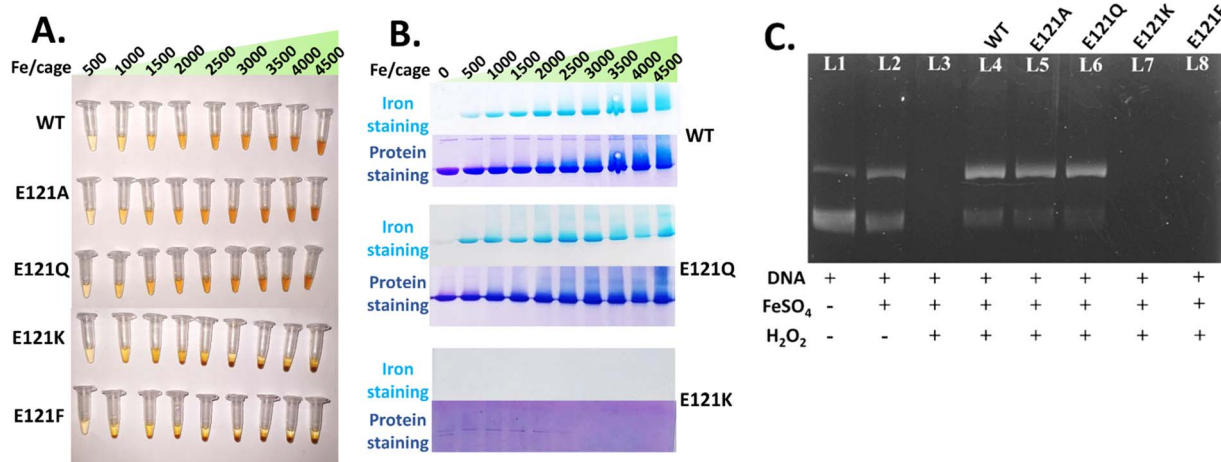 A.
Fe/cage 500 1000 1500 2000 2500 3000 3500 4000 4500
WT
E121A
E121Q
E121K
E121F
B.
Fe/cage 0 500 1000 1500 2000 2500 3000 3500 4000 4500
Iron
staining
Protein
staining
WT
Iron
staining
Protein
staining
E121Q
Iron
staining
Protein
staining
E121K
C.
WT E121A E121Q E121K E121F
L1 L2 L3 L4 L5 L6 L7 L8
DNA + + + + + + + +
FeSO4 - + + + + + + +
H2O2 - - + + + + + +